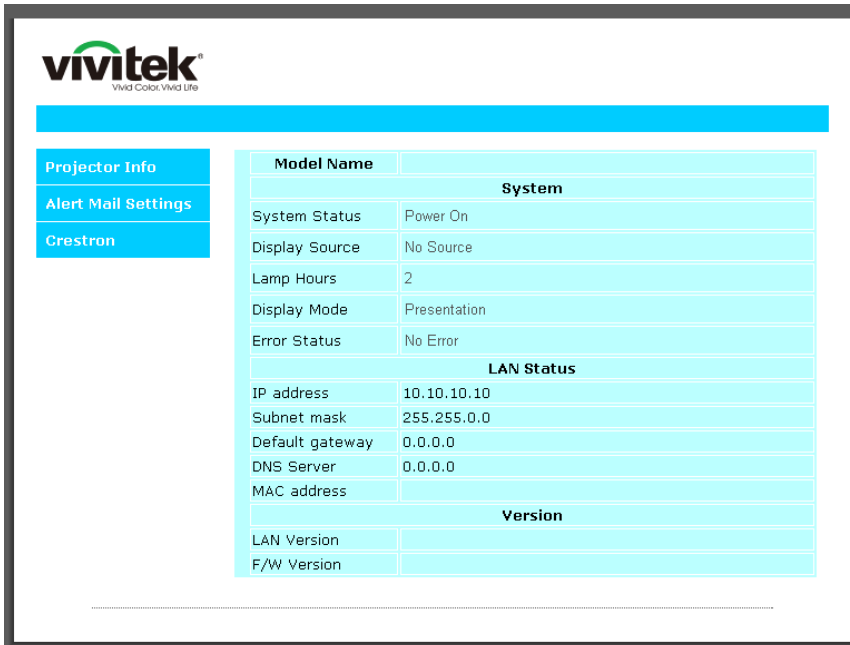 vivitek®
Vivid Color. Vivid Life
Projector Info
Alert Mail Settings
Crestron
Model Name
System
System Status Power On
Display Source No Source
Lamp Hours 2
Display Mode Presentation
Error Status No Error
LAN Status
IP address 10.10.10.10
Subnet mask 255.255.0.0
Default gateway 0.0.0.0
DNS Server 0.0.0.0
MAC address
Version
LAN Version
F/W Version